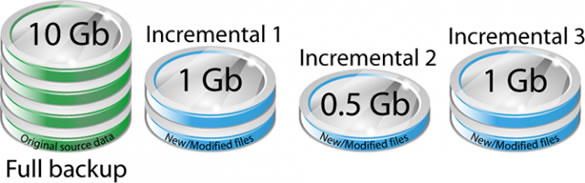 10 Gb
Original source data
Full backup
Incremental 1
1 Gb
New/Modified files
Incremental 2
0.5 Gb
New/Modified files
Incremental 3
1 Gb
New/Modified files